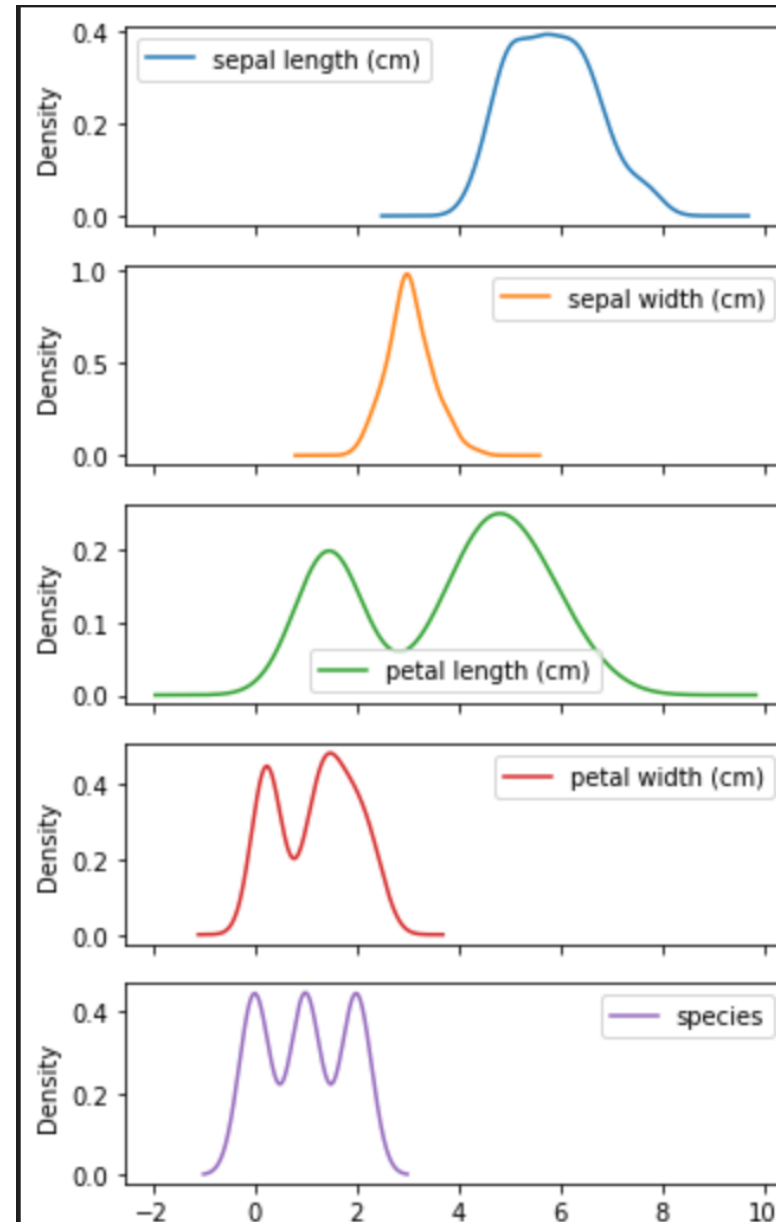 0.4
sepal length (cm)
Density
0.2
0.0
1.0
sepal width (cm)
Density
0.5
0.0
0.2
Density
0.1
petal length (cm)
0.0
petal width (cm)
0.4
Density
0.2
0.0
species
0.4
Density
0.2
0.0
−2 0 2 4 6 8 10